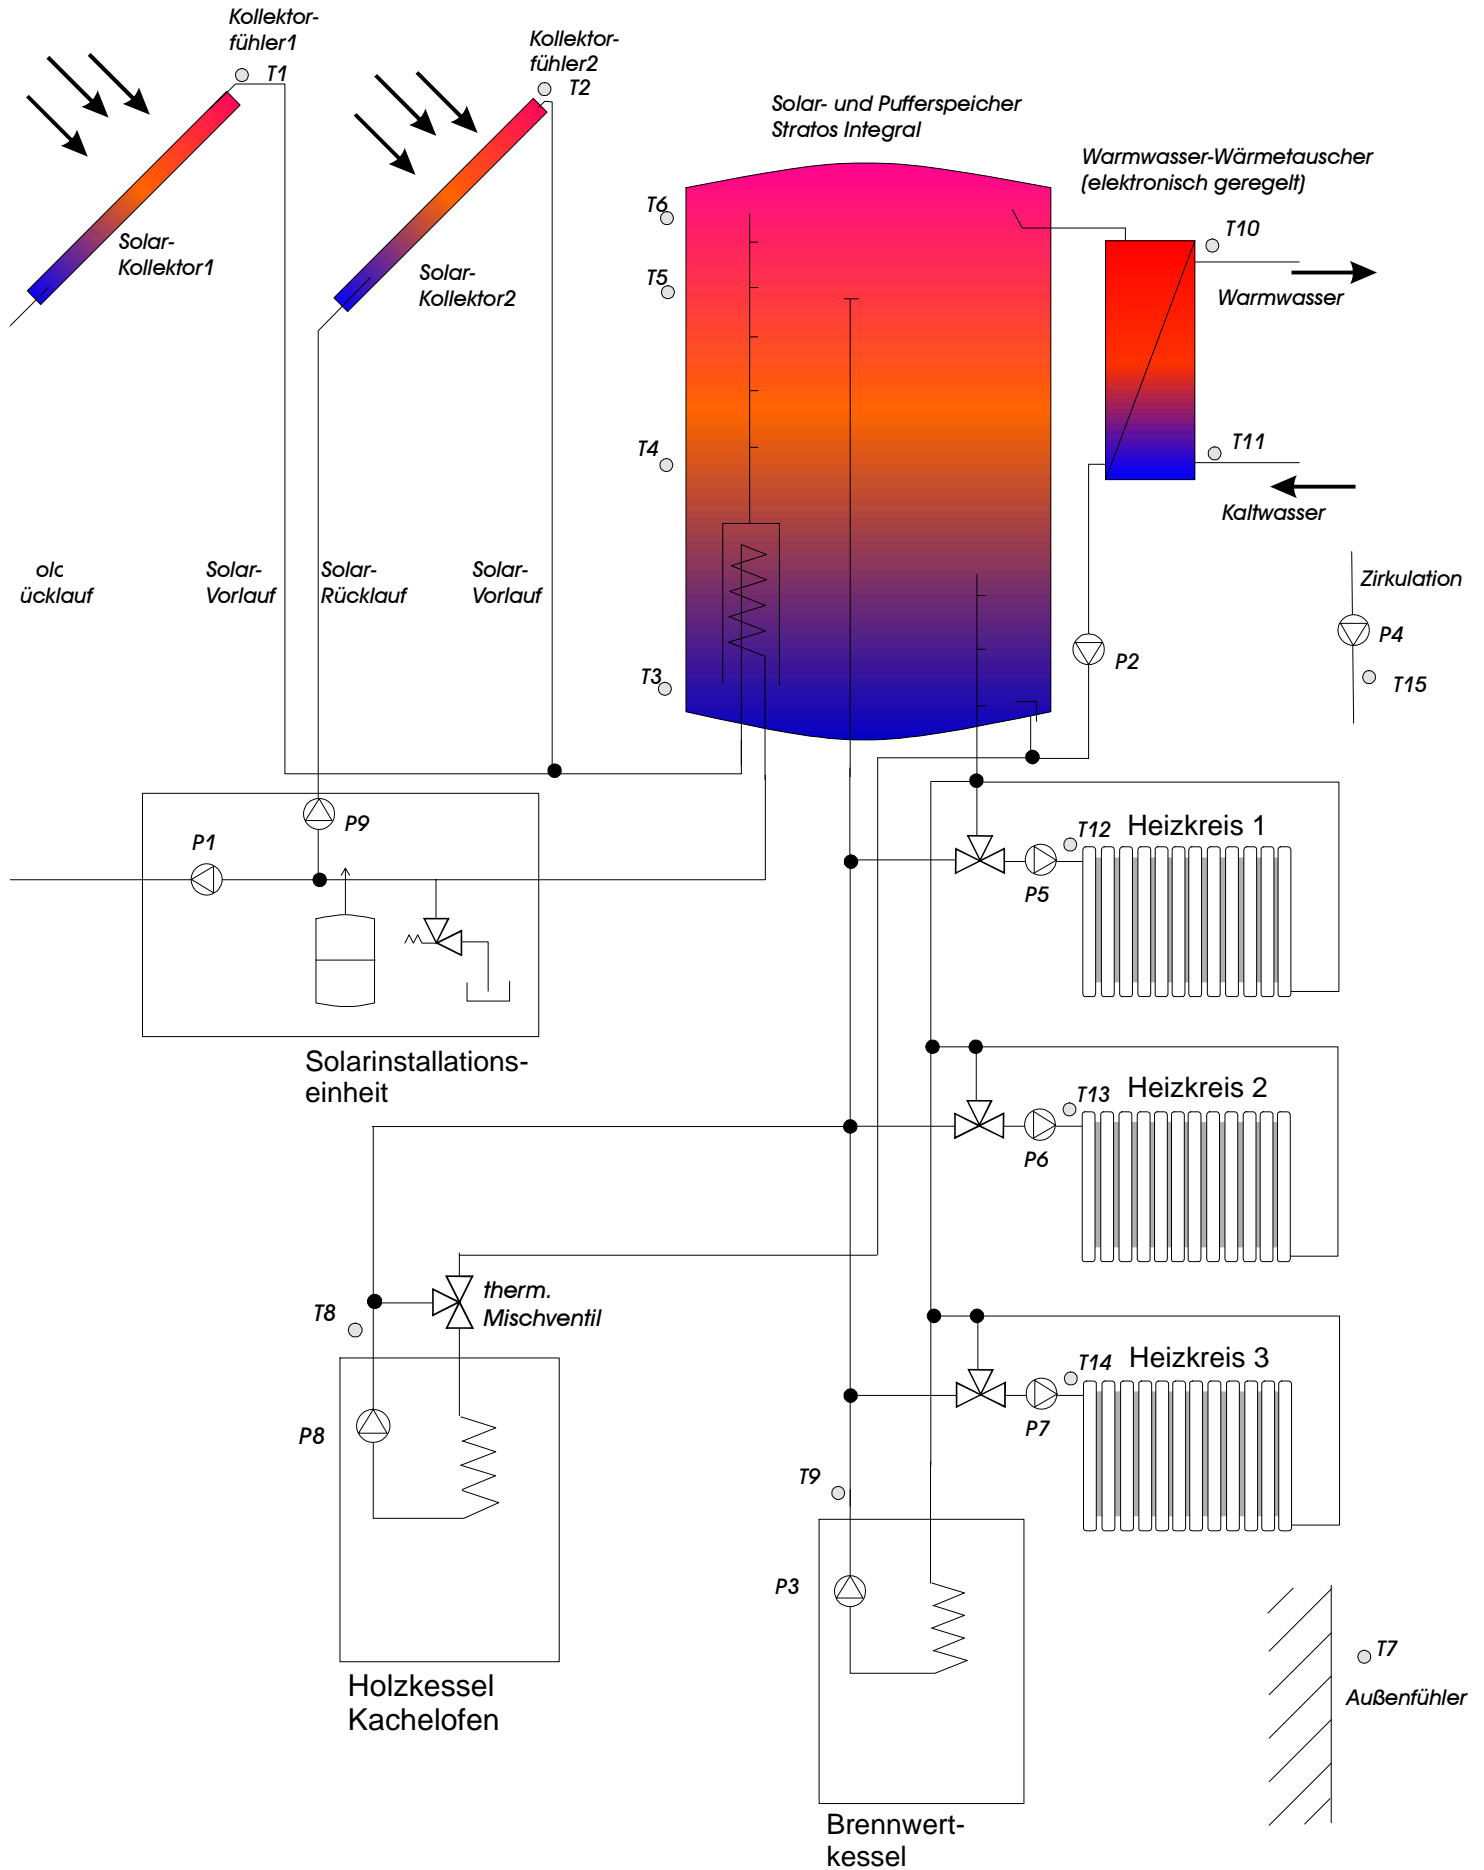 Kollektor-
fühler1
T1
Kollektor-
fühler2
T2
Solar- und Pufferspeicher
Stratos Integral
Warmwasser-Wärmetauscher
(elektronisch geregelt)
T6
T10
Solar-
Kollektor1
Solar-
Kollektor2
T5
Warmwasser
T4
T11
Kaltwasser
ücklauf
Solar-
Vorlauf
Solar-
Rücklauf
Solar-
Vorlauf
Zirkulation
P4
P2
T3
T15
P9
P1
T12
Heizkreis 1
P5
Solarinstallations-
einheit
T13
Heizkreis 2
P6
therm.
Mischventil
T8
T14
Heizkreis 3
P7
P8
T9
P3
T7
Außenfühler
Holzkessel
Kachelofen
Brennwert-
kessel